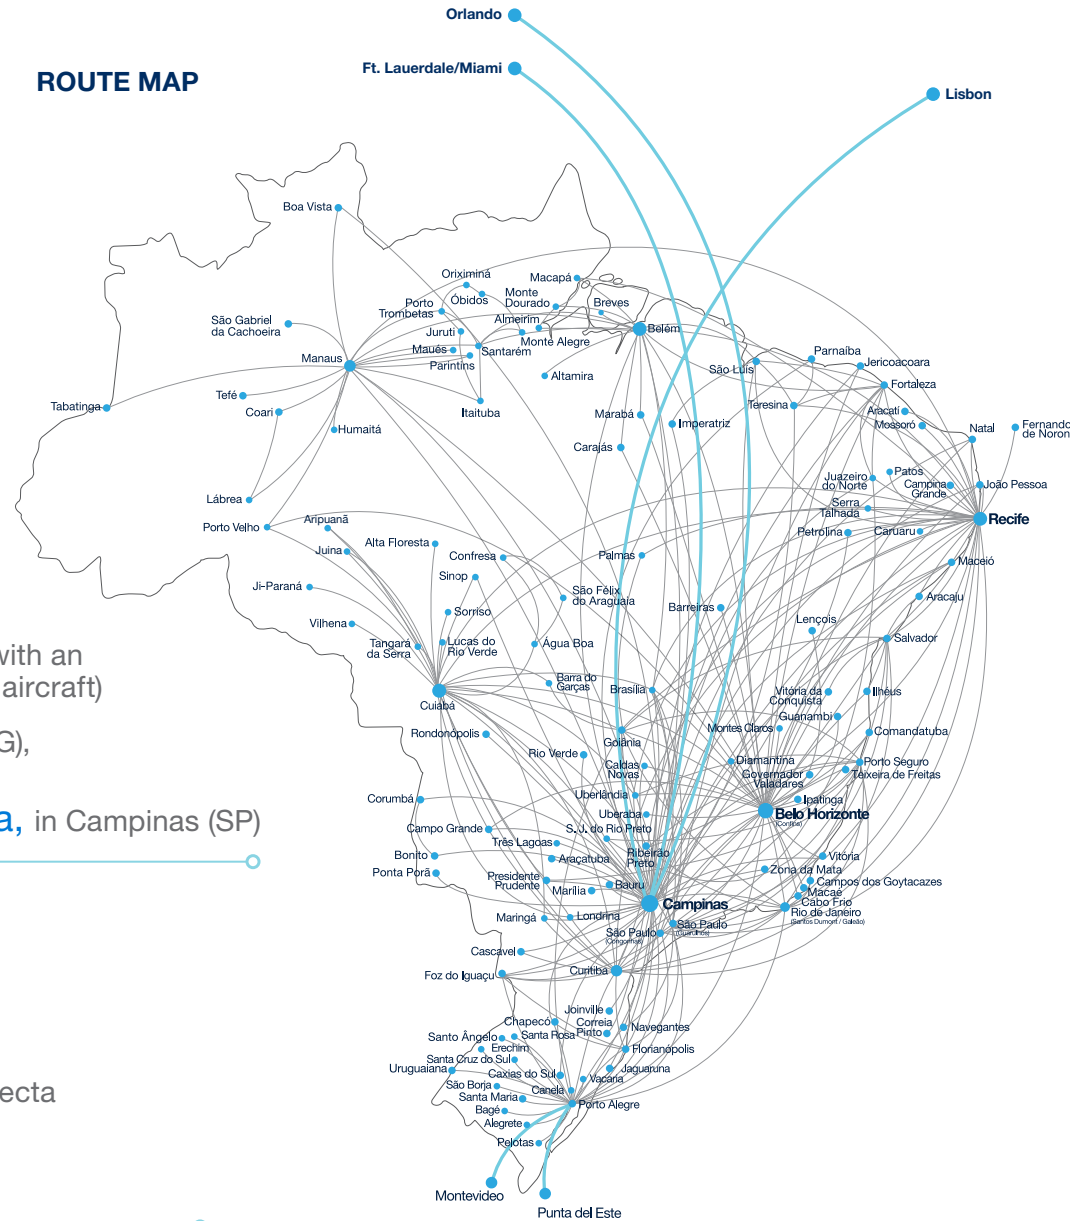 Orlando
ROUTE MAP
Ft. Lauerdale/Miami
Lisbon
Boa Vista
Oriximiná
Óbidos
Macapá
Monte
Dourado
Breves
Porto
Trombetas
Almeirim
São Gabriel
da Cachoeira
Juruti
Monte Alegre
Belém
Maués
Santarém
Parintins
Manaus
Altamira
São Luís
Parnaíba
Jericoacoara
Fortaleza
Tabatinga
Tefé
Coari
Humaitá
Itaituba
Marabá
Imperatriz
Teresina
Aracati
Mossoró
Natal
Fernando
de Noron
Carajás
Lábrea
Juazeiro
do Norte
Patos
Campina
Grande
João Pessoa
Serra
Talhada
Recife
Porto Velho
Aripuanã
Juina
Alta Floresta
Confresa
Palmas
Petrolina
Caruaru
Maceió
Sinop
Ji-Paraná
São Félix
do Araguaia
Barreiras
Aracaju
Vilhena
Sorriso
Lençois
Tangará
da Serra
Lucas do
Rio Verde
Água Boa
Salvador
with an
aircraft)
Barra do
Garças
Brasília
Vitória da
Conquista
Ilhéus
Cuiabá
Guanambi
G),
Rondonópolis
Goiânia
Montes Claros
Comandatuba
Rio Verde
Caldas
Novas
Diamantina
Porto Seguro
Governador
Valadares
Teixeira de Freitas
Corumbá
Uberlândia
Ipatinga
Uberaba
Belo Horizonte
(Confins)
a, in Campinas (SP)
Campo Grande
S. J. do Rio Preto
Três Lagoas
Ribeirão
Preto
Bonito
Araçatuba
Vitória
Ponta Porã
Zona da Mata
Presidente
Prudente
Bauru
Campos dos Goytacazes
Marília
Macaé
Campinas
Cabo Frio
Maringá
Londrina
Rio de Janeiro
(Santos Dumont / Galeão)
São Paulo
(Congonhas)
São Paulo
(Guarulhos)
Cascavel
Foz do Iguaçu
Curitiba
Joinville
Chapecó
Correia
Pinto
Navegantes
Santo Ângelo
Santa Rosa
Erechim
Florianópolis
Santa Cruz do Sul
Uruguaiana
Caxias do Sul
Vacaria
Jaguaruna
São Borja
Canela
ecta
Santa Maria
Porto Alegre
Bagé
Alegrete
Pelotas
Montevideo
Punta del Este